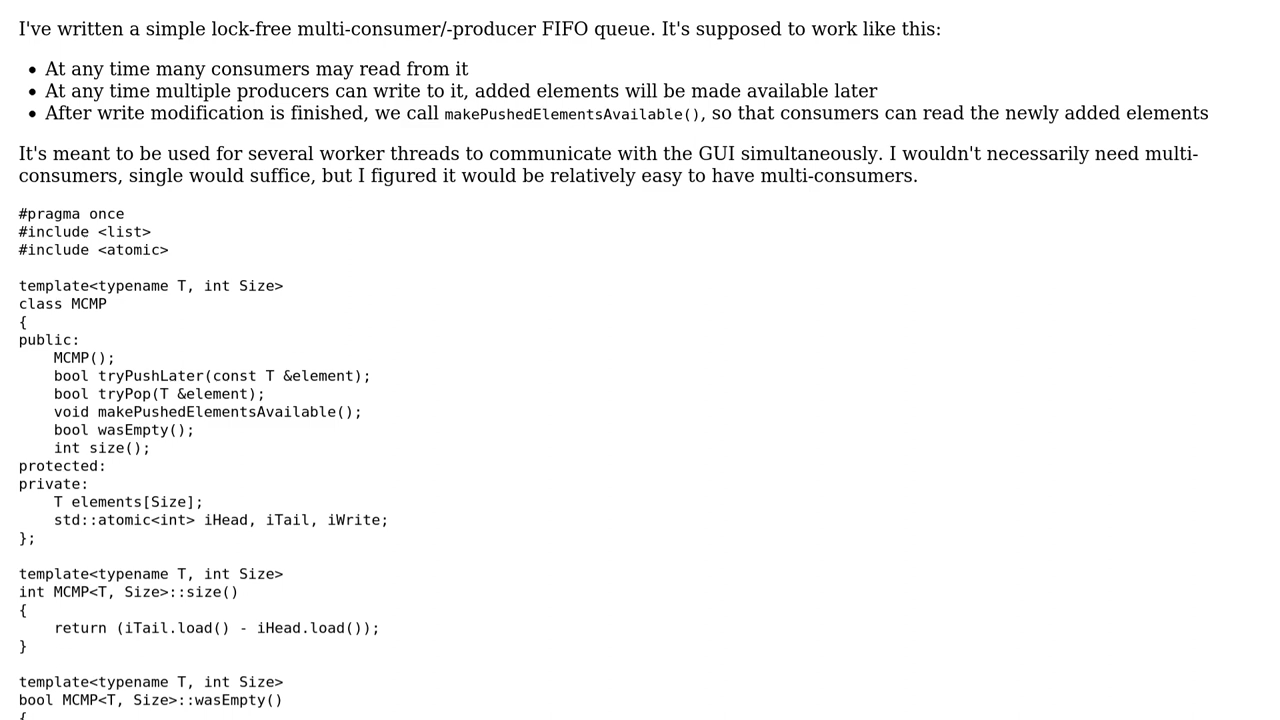 I've written a simple lock-free multi-consumer/-producer FIFO queue. It's supposed to work like this:
• At any time many consumers may read from it
• At any time multiple producers can write to it, added elements will be made available later
• After write modification is finished, we call makePushedElementsAvailable(), so that consumers can read the newly added elements
It's meant to be used for several worker threads to communicate with the GUI simultaneously. I wouldn't necessarily need multi-
consumers, single would suffice, but I figured it would be relatively easy to have multi-consumers.
#pragma once
#include <list>
#include <atomic>
template<typename T, int Size>
class MCMP
{
public:
    MCMP();
    bool tryPushLater(const T &element);
    bool tryPop(T &element);
    void makePushedElementsAvailable();
    bool wasEmpty();
    int size();
protected:
private:
    T elements[Size];
    std::atomic<int> iHead, iTail, iWrite;
};
template<typename T, int Size>
int MCMP<T, Size>::size()
{
    return (iTail.load() - iHead.load());
}
template<typename T, int Size>
bool MCMP<T, Size>::wasEmpty()
{